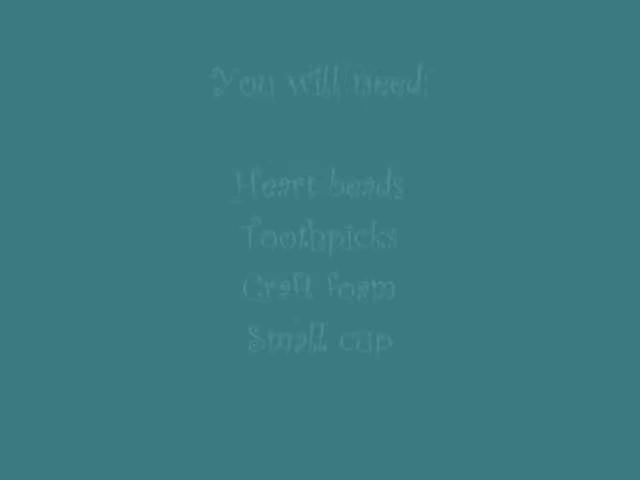 You will need:
Heart beads
Toothpicks
Craft foam
Small cup